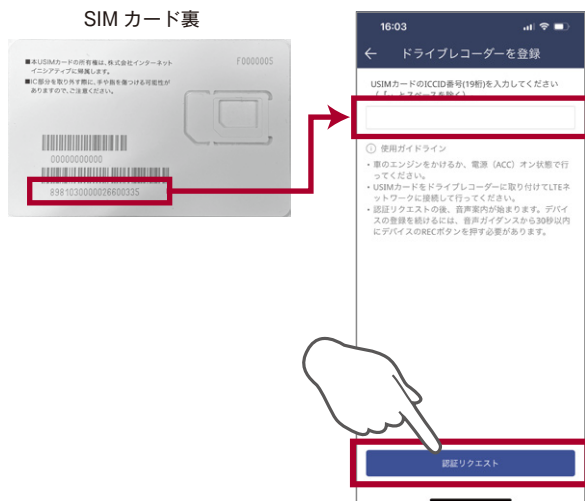 SIM カード裏
■本USIMカードの所有権は、株式会社インターネット
イニシアティブに帰属します。
■IC部分を取り外す際に、手や指を傷つける可能性が
ありますので、ご注意ください。
F000000S
00000000000
8981030000026600335
16:03
ドライブレコーダーを登録
USIMカードのICCID番号(19桁)を入力してください
(「-」とスペースを除く)
使用ガイドライン
・車のエンジンをかけるか、電源（ACC）オン状態で行
ってください。
・USIMカードをドライブレコーダーに取り付けてLTEネ
ットワークに接続して行ってください。
・認証リクエストの後、音声案内が始まります。デバイ
スの登録を続けるには、音声ガイダンスから30秒以内
にデバイスのRECボタンを押す必要があります。
認証リクエスト